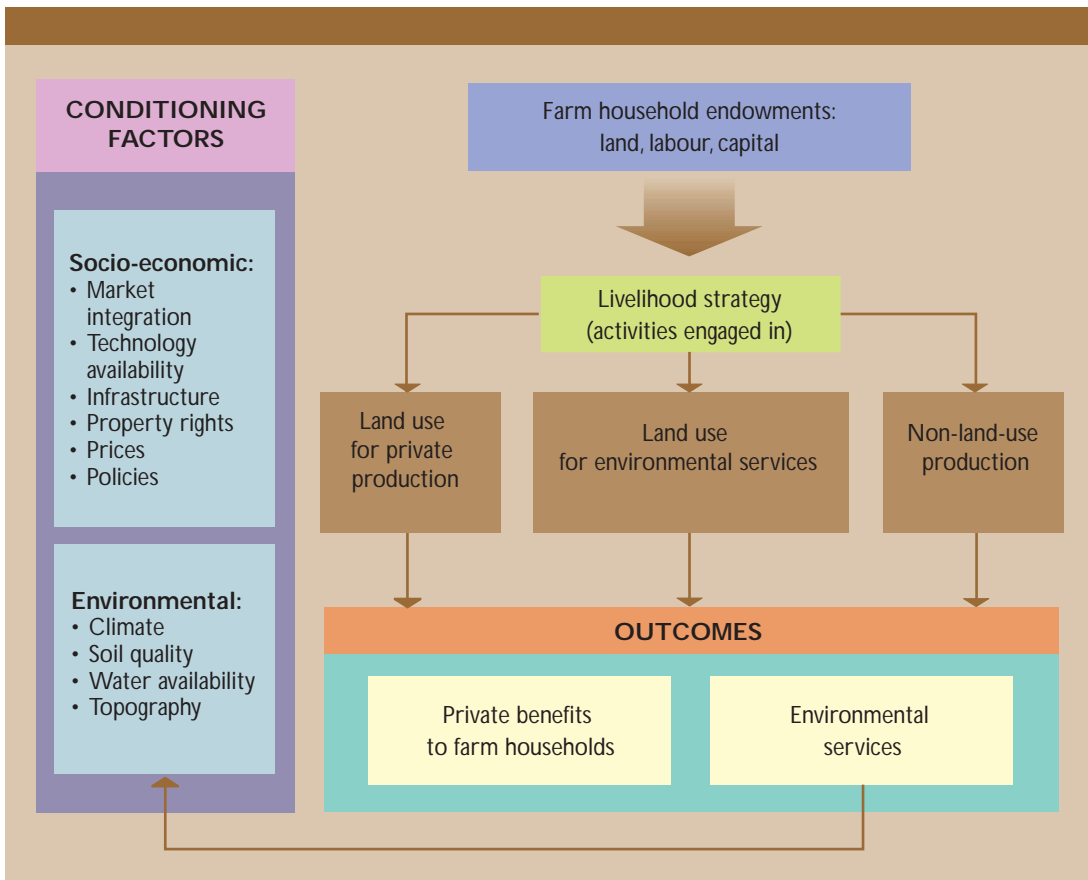 CONDITIONING
FACTORS
Socio-economic:
• Market
integration
• Technology
availability
• Infrastructure
• Property rights
• Prices
• Policies
Environmental:
• Climate
• Soil quality
• Water availability
• Topography
Farm household endowments:
land, labour, capital
Livelihood strategy
(activities engaged in)
Land use
for private
production
Land use
for environmental services
Non-land-use
production
OUTCOMES
Private benefits
to farm households
Environmental
services